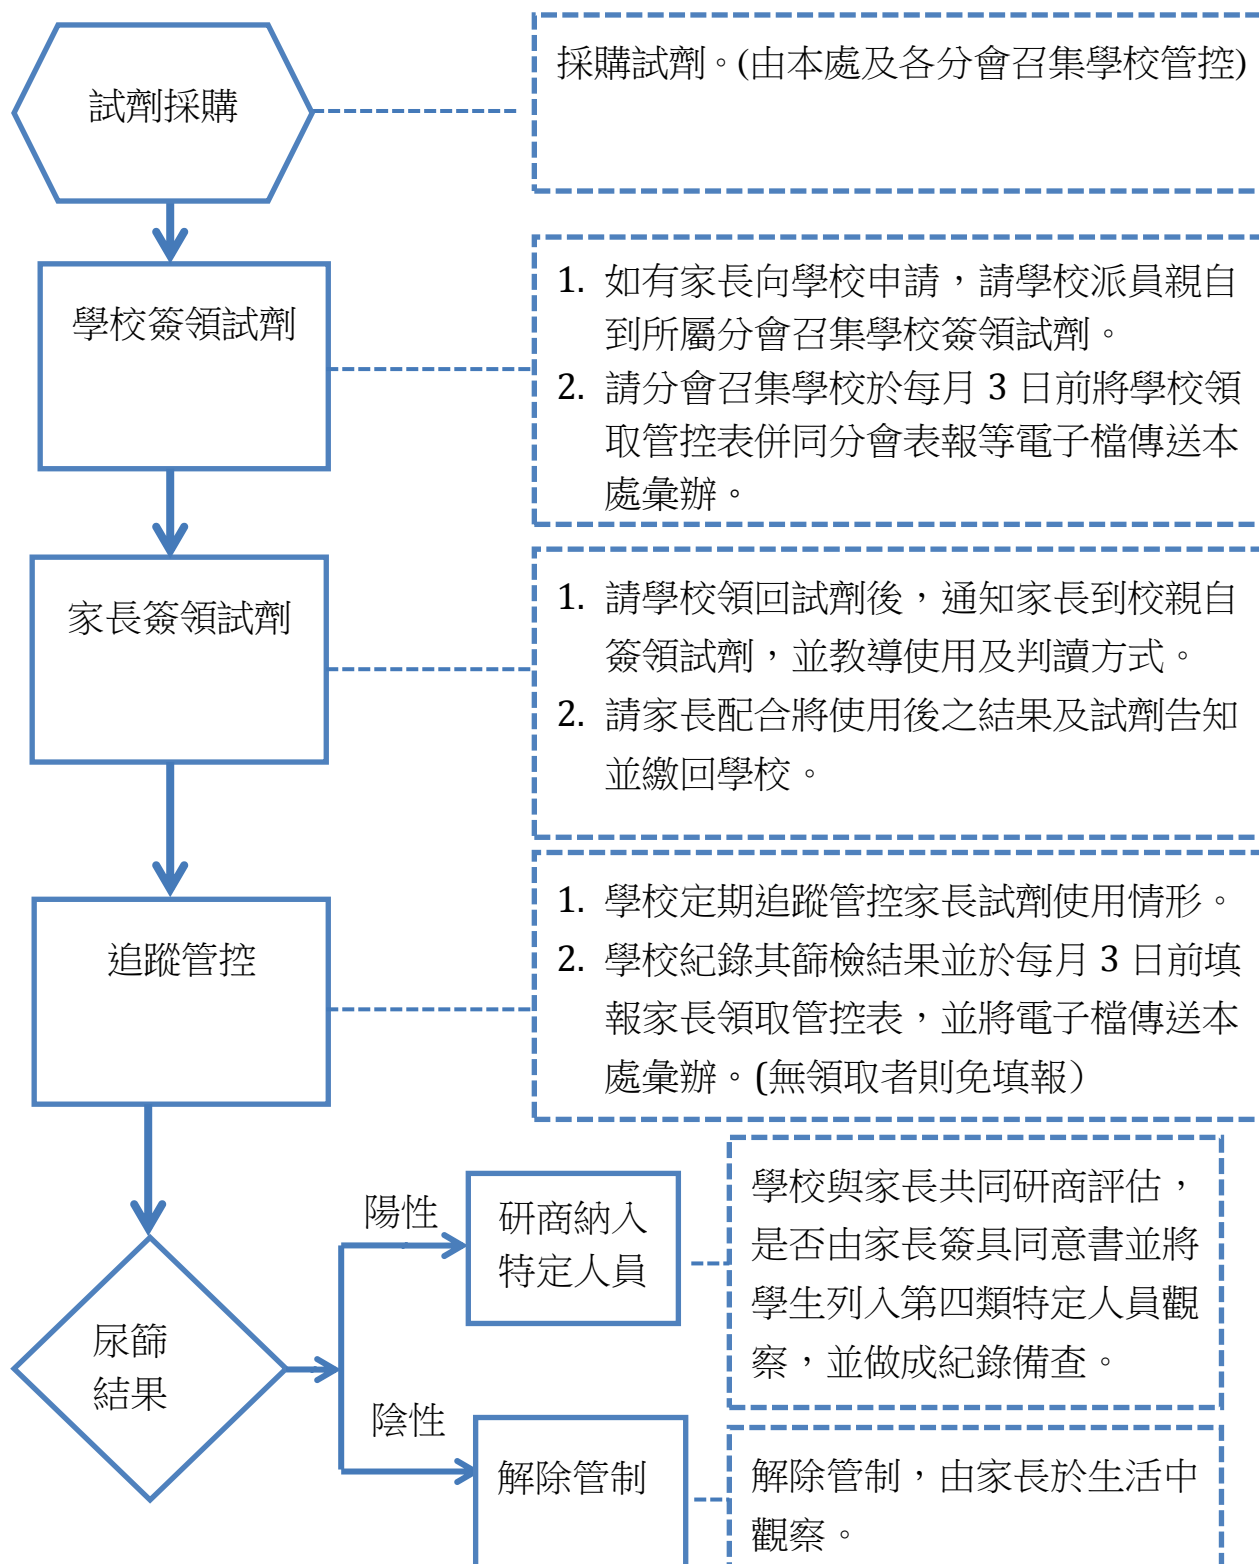 試劑採購
採購試劑。(由本處及各分會召集學校管控)
學校簽領試劑
1. 如有家長向學校申請，請學校派員親自
到所屬分會召集學校簽領試劑。
2. 請分會召集學校於每月 3 日前將學校領
取管控表併同分會表報等電子檔傳送本
處彙辦。
家長簽領試劑
1. 請學校領回試劑後，通知家長到校親自
簽領試劑，並教導使用及判讀方式。
2. 請家長配合將使用後之結果及試劑告知
並繳回學校。
追蹤管控
1. 學校定期追蹤管控家長試劑使用情形。
2. 學校紀錄其篩檢結果並於每月 3 日前填
報家長領取管控表，並將電子檔傳送本
處彙辦。(無領取者則免填報）
尿篩
結果
陽性
研商納入
特定人員
學校與家長共同研商評估，
是否由家長簽具同意書並將
學生列入第四類特定人員觀
察，並做成紀錄備查。
陰性
解除管制
解除管制，由家長於生活中
觀察。